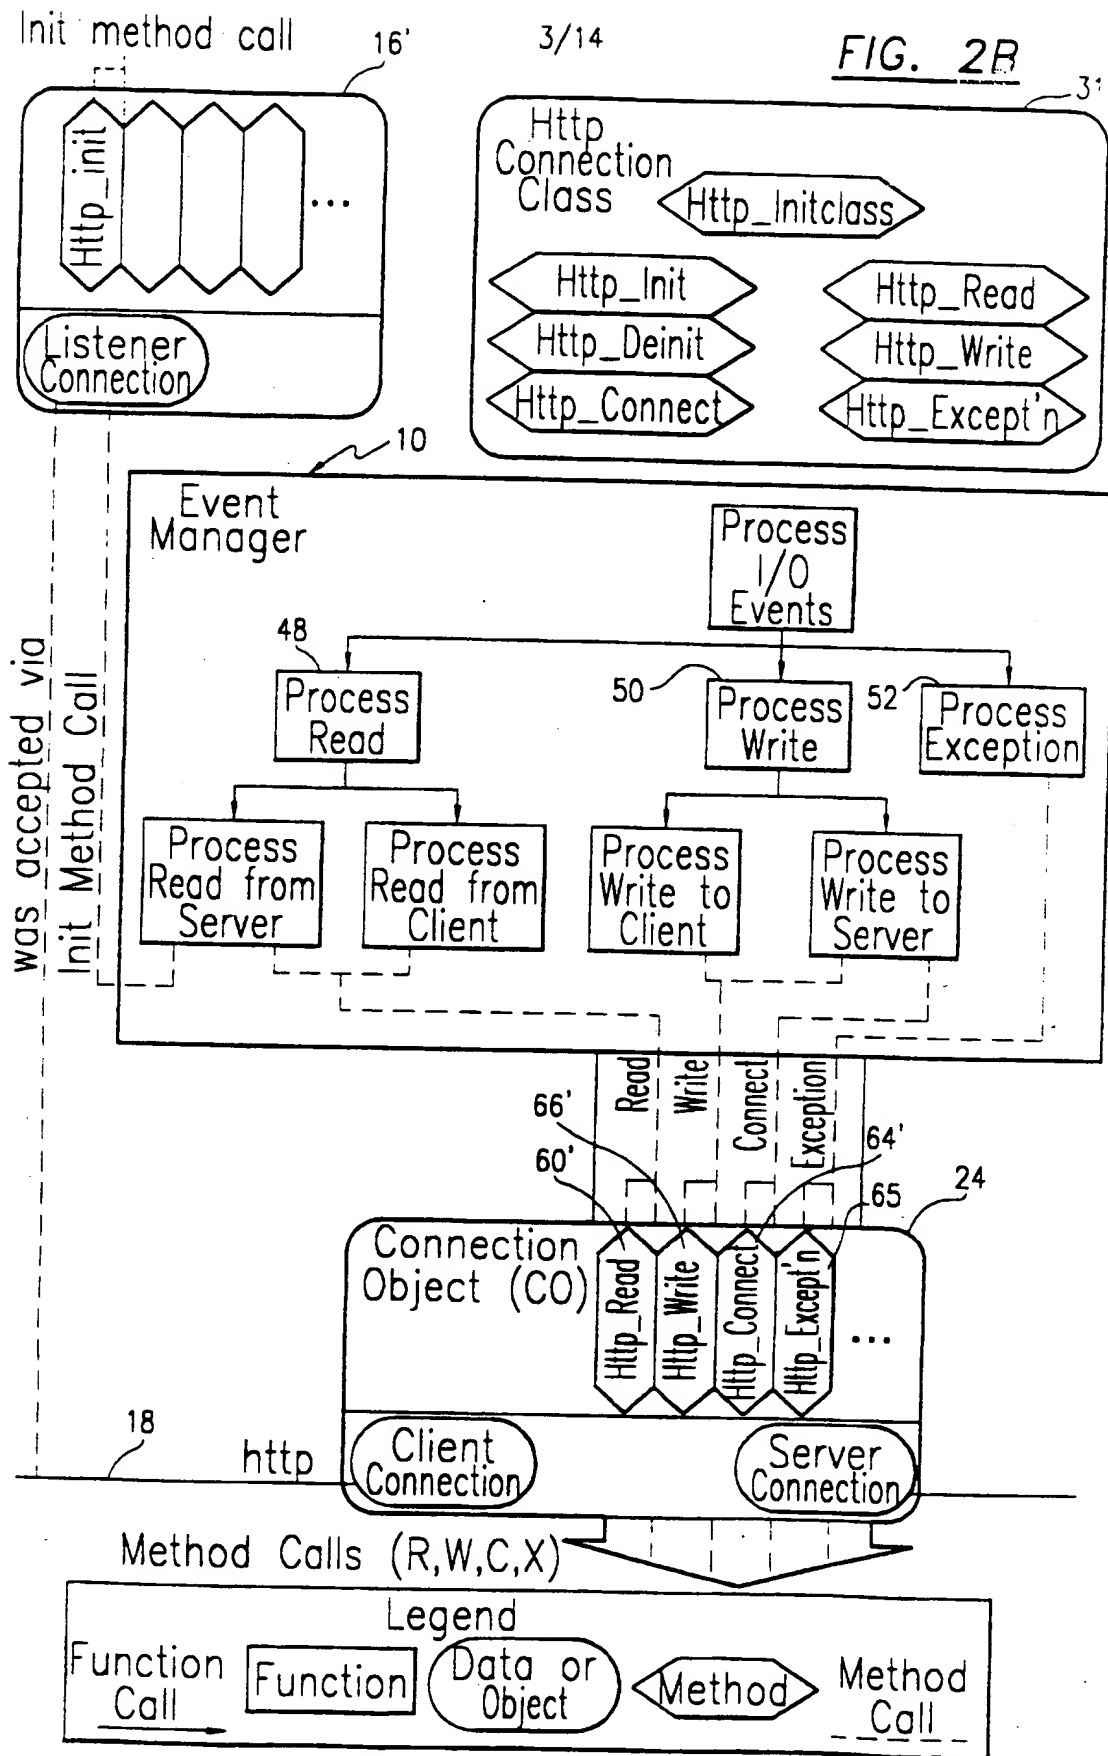 Init method call
16'
3/14
FIG. 2B
Http_init
...
Listener
Connection
Http
Connection
Class
Http_Initclass
Http_Init
Http_Deinit
Http_Connect
Http_Read
Http_Write
Http_Except'n
10
Event
Manager
Process
I/O
Events
48
Process
Read
50
Process
Write
52
Process
Exception
Process
Read from
Server
Process
Read from
Client
Process
Write to
Client
Process
Write to
Server
was accepted via
Init Method Call
Read
Write
Connect
Exception
66'
60'
64'
65
24
Connection
Object (CO)
Http_Read
Http_Write
Http_Connect
Http_Except'n
...
18
http
Client
Connection
Server
Connection
Method Calls (R,W,C,X)
Legend
Function
Call
Function
Data or
Object
Method
Method
Call